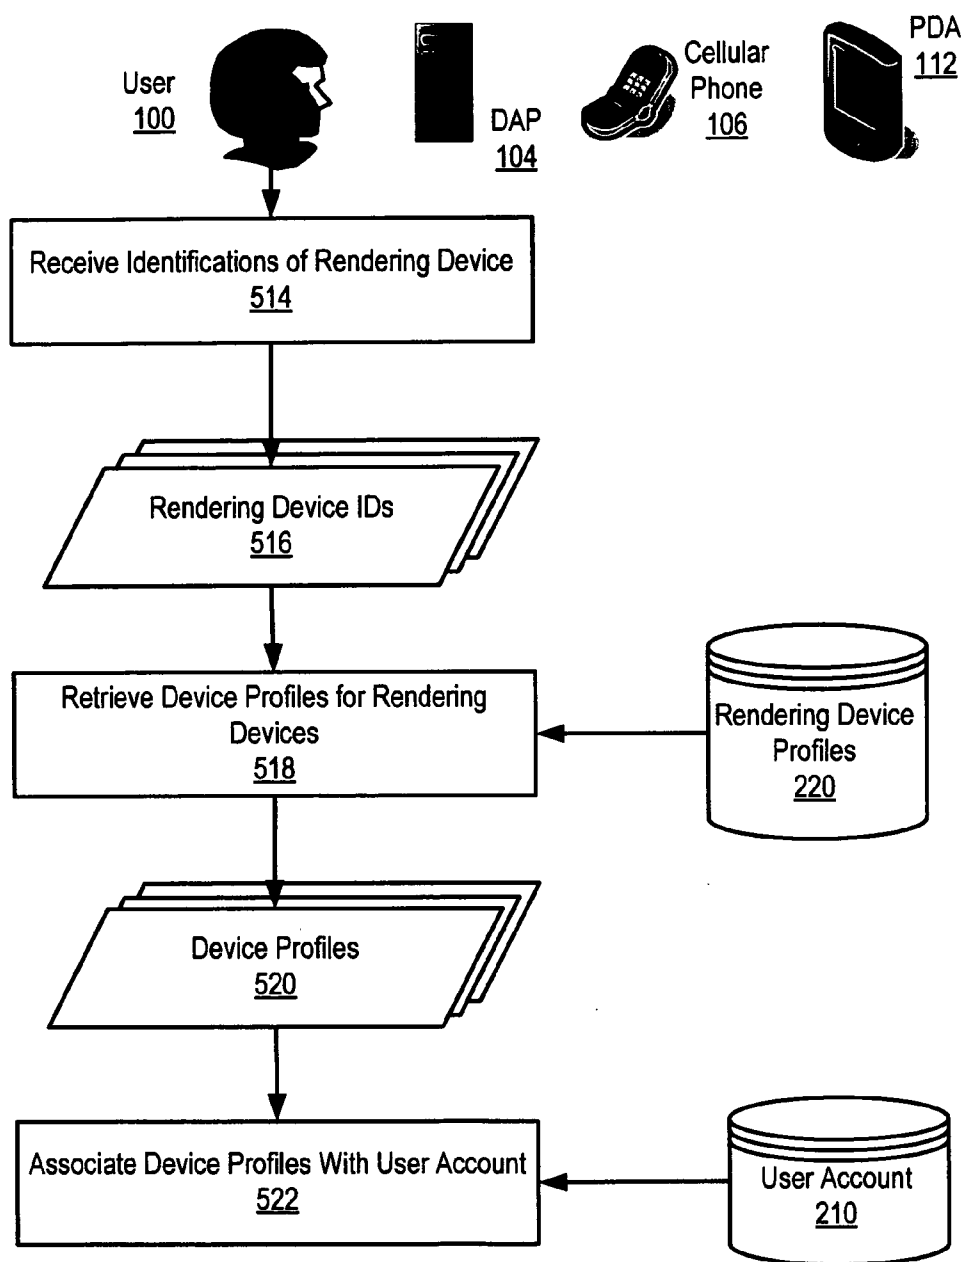 User
100
DAP
104
Cellular
Phone
106
PDA
112
Receive Identifications of Rendering Device
514
Rendering Device IDs
516
Retrieve Device Profiles for Rendering
Devices
518
Rendering Device
Profiles
220
Device Profiles
520
Associate Device Profiles With User Account
522
User Account
210